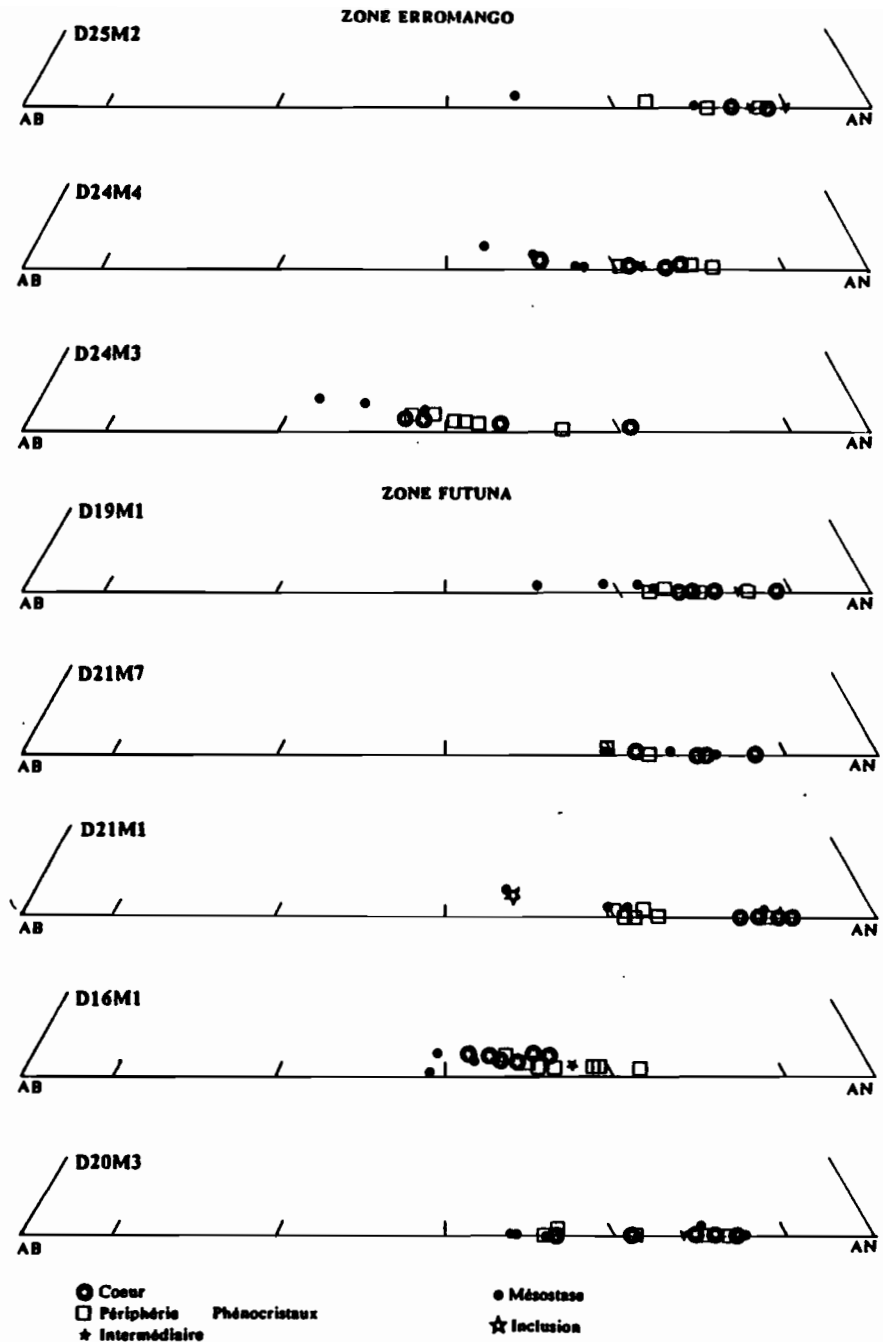 ZONE ERROMANGO
D25M2
AB AN
D24M4
AB AN
D24M3
AB AN
ZONE FUTUNA
D19M1
AB AN
D21M7
AB AN
D21M1
AB AN
D16M1
AB AN
D20M3
AB AN
Coeur
Périphérie Phénocristaux
Intermédiaire
Mésostase
Inclusion